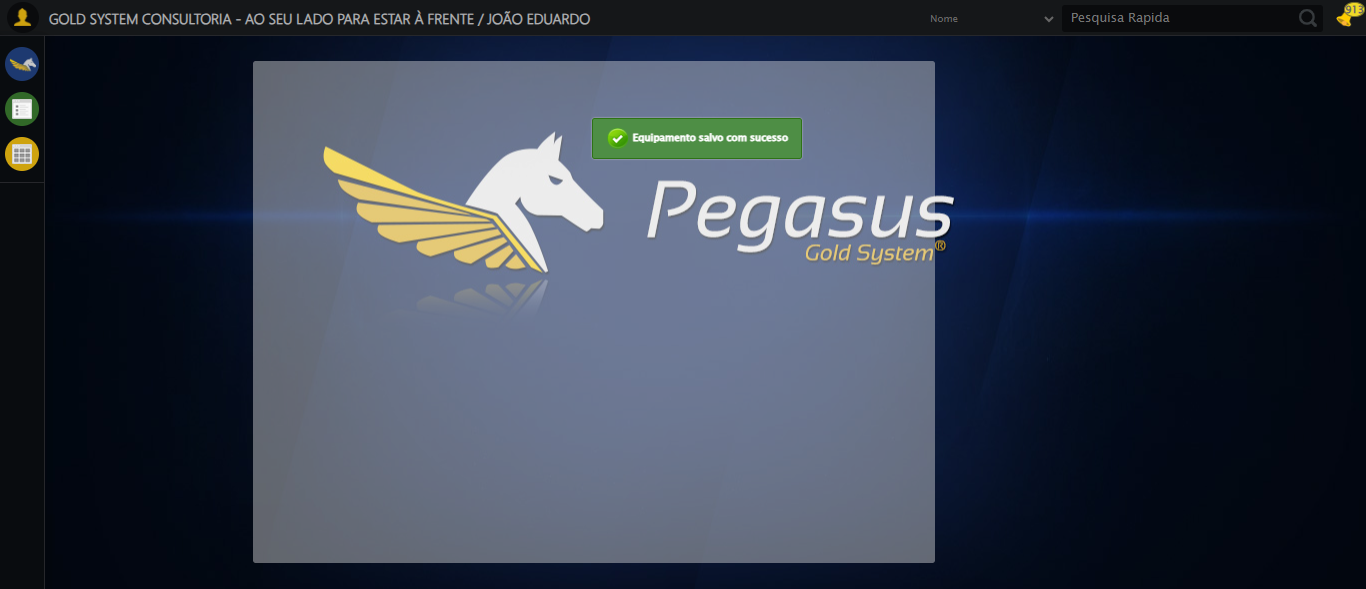 GOLD SYSTEM CONSULTORIA - AO SEU LADO PARA ESTAR À FRENTE / JOÃO EDUARDO
Nome
Pesquisa Rapida
913
Equipamento salvo com sucesso
Pegasus
Gold System®